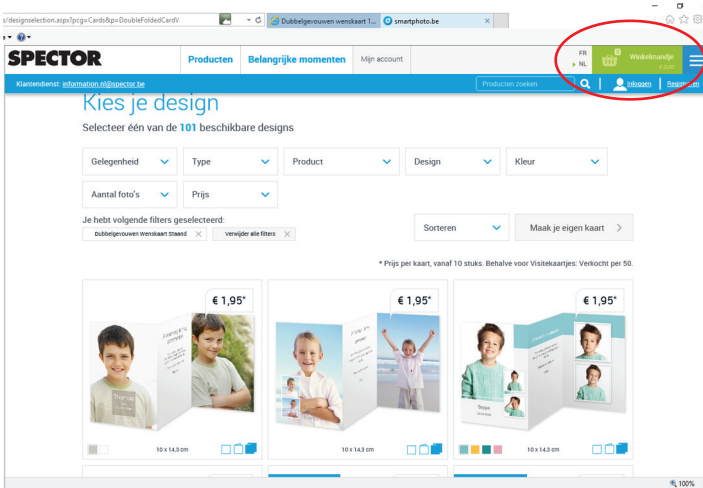 s/designselection.aspx?pcg=Cards&p=DoubleFoldedCardV
Dubbelgevouwen wenskaart 1...
smartphoto.be
SPECTOR
Producten
Belangrijke momenten
Mijn account
FR
NL
0
Winkelmandje
€ 0,00
Klantendienst: information.nl@spector.be
Producten zoeken
Inloggen
Registreren
Kies je design
Selecteer één van de 101 beschikbare designs
Gelegenheid
Type
Product
Design
Kleur
Aantal foto's
Prijs
Je hebt volgende filters geselecteerd:
Dubbelgevouwen Wenskaart Staand
Verwijder alle filters
Sorteren
Maak je eigen kaart
* Prijs per kaart, vanaf 10 stuks. Behalve voor Visitekaartjes: Verkocht per 50.
€ 1,95*
€ 1,95*
€ 1,95*
10 x 14,3 cm
10 x 14,3 cm
10 x 14,3 cm
100%